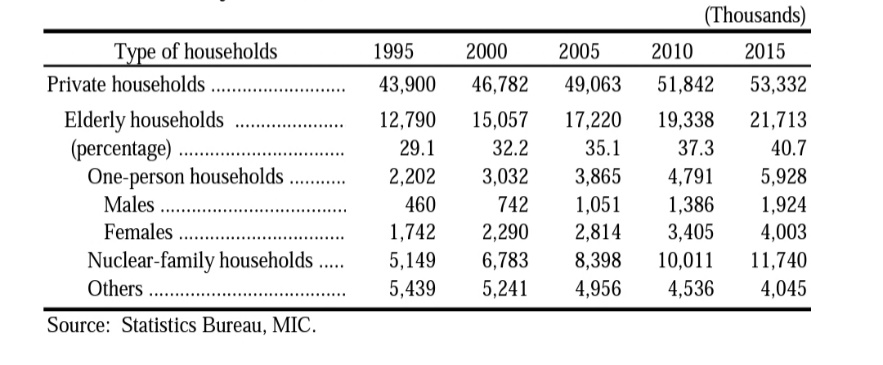 (Thousands)
Type of households 1995 2000 2005 2010 2015
Private households .......................... 43,900 46,782 49,063 51,842 53,332
Elderly households ..................... 12,790 15,057 17,220 19,338 21,713
(percentage) ................................ 29.1 32.2 35.1 37.3 40.7
One-person households ........... 2,202 3,032 3,865 4,791 5,928
Males .................................... 460 742 1,051 1,386 1,924
Females ................................ 1,742 2,290 2,814 3,405 4,003
Nuclear-family households ..... 5,149 6,783 8,398 10,011 11,740
Others ...................................... 5,439 5,241 4,956 4,536 4,045
Source: Statistics Bureau, MIC.